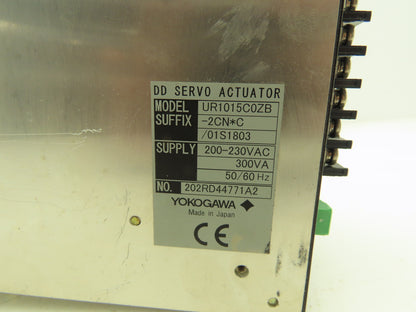 DD SERVO ACTUATOR
MODEL UR1015C0ZB
SUFFIX -2CN*C
/01S1803
SUPPLY 200-230VAC
300VA
50/60 Hz
NO. 202RD44771A2
YOKOGAWA
Made in Japan
CE